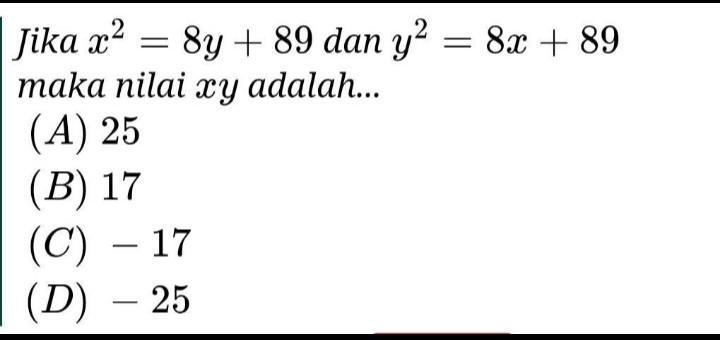 Jika x² = 8y + 89 dan y² = 8x + 89
maka nilai xy adalah...
(A) 25
(B) 17
(C) − 17
(D) − 25